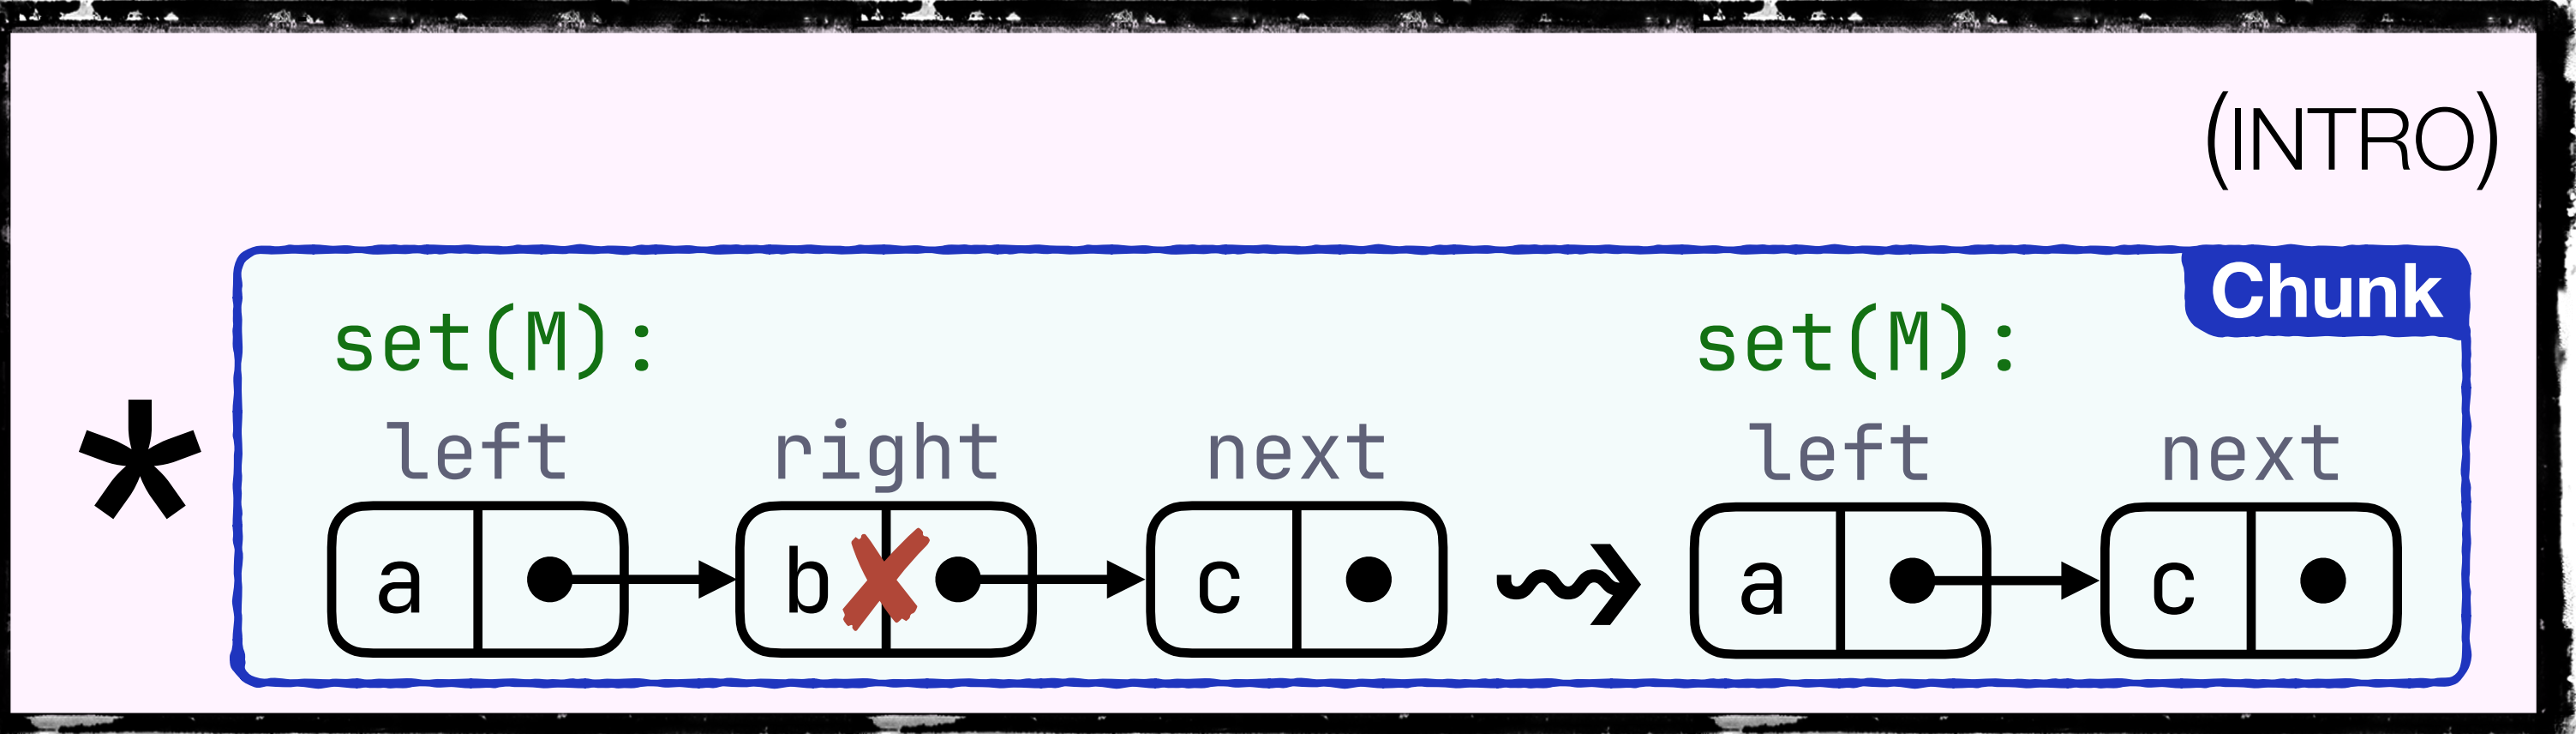 (INTRO)
Chunk
set(M): set(M):
* left right next left next
a b c a c